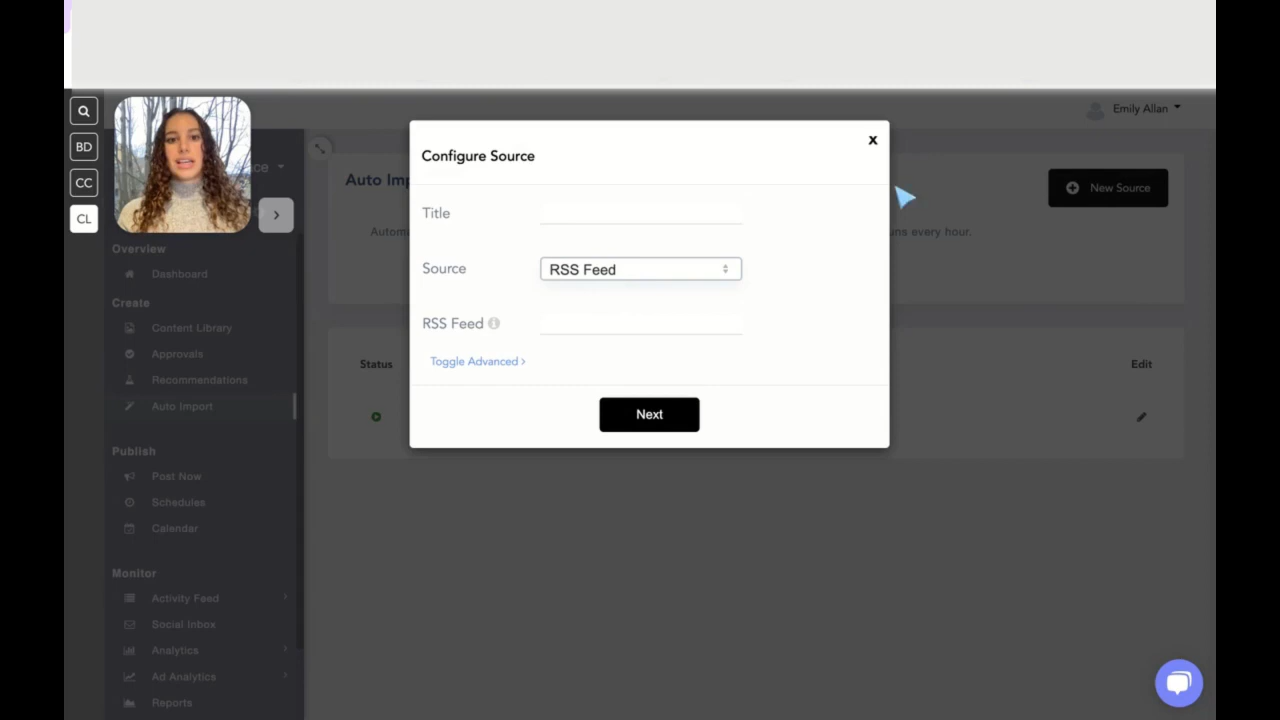 Emily Allan
BD
CC
CL
ce
Overview
Dashboard
Create
Content Library
Approvals
Recommendations
Auto Import
Publish
Post Now
Schedules
Calendar
Monitor
Activity Feed
Social Inbox
Analytics
Ad Analytics
Reports
Auto Imp
New Source
Automa
uns every hour.
Status
Edit
Configure Source
x
Title
Source
RSS Feed
RSS Feed
Toggle Advanced >
Next